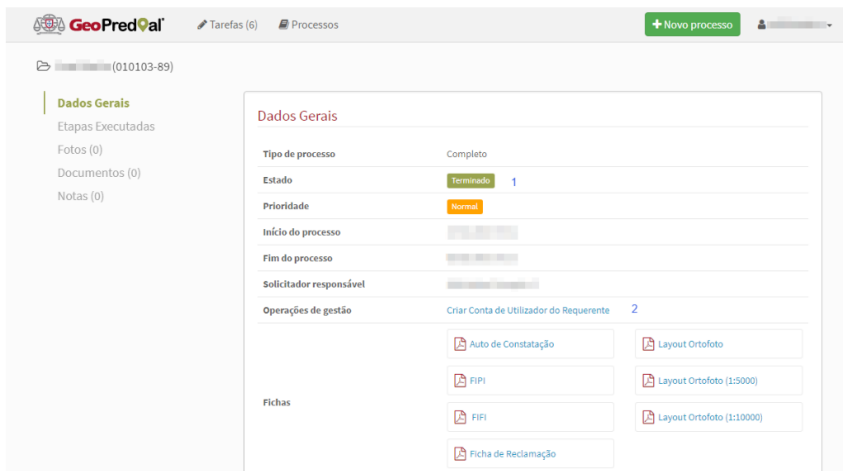 GeoPredial Tarefas (6) Processos Novo processo
(010103-89)
Dados Gerais
Etapas Executadas
Fotos (0)
Documentos (0)
Notas (0)
Dados Gerais
Tipo de processo Completo
Estado Terminado 1
Prioridade Normal
Início do processo
Fim do processo
Solicitador responsável
Operações de gestão Criar Conta de Utilizador do Requerente 2
Fichas
Auto de Constatação Layout Ortofoto
FIPI Layout Ortofoto (1:5000)
FIFI Layout Ortofoto (1:10000)
Ficha de Reclamação